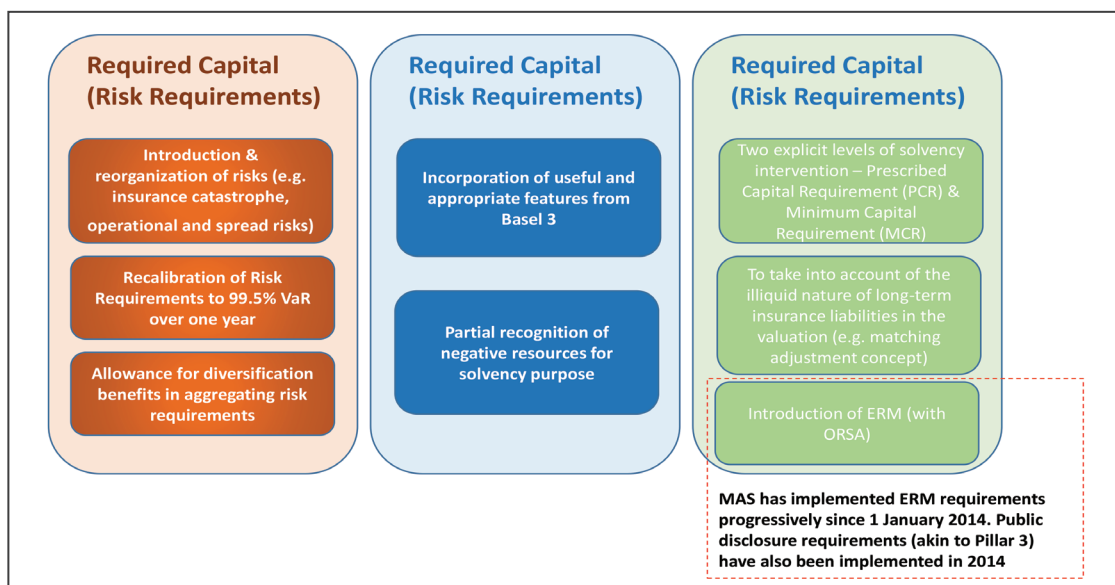 Required Capital
(Risk Requirements)
Introduction &
reorganization of risks (e.g.
insurance catastrophe,
operational and spread risks)
Recalibration of Risk
Requirements to 99.5% VaR
over one year
Allowance for diversification
benefits in aggregating risk
requirements
Required Capital
(Risk Requirements)
Incorporation of useful and
appropriate features from
Basel 3
Partial recognition of
negative resources for
solvency purpose
Required Capital
(Risk Requirements)
Two explicit levels of solvency
intervention – Prescribed
Capital Requirement (PCR) &
Minimum Capital
Requirement (MCR)
To take into account of the
illiquid nature of long-term
insurance liabilities in the
valuation (e.g. matching
adjustment concept)
Introduction of ERM (with
ORSA)
MAS has implemented ERM requirements
progressively since 1 January 2014. Public
disclosure requirements (akin to Pillar 3)
have also been implemented in 2014